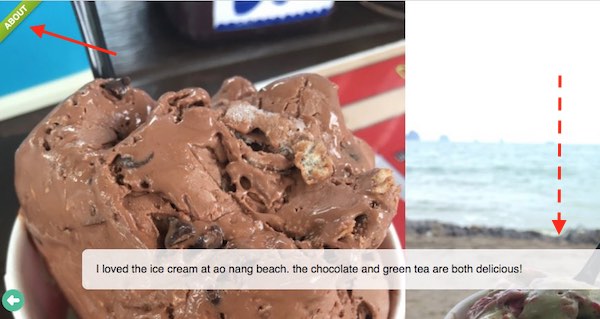 ABOUT
I loved the ice cream at ao nang beach. the chocolate and green tea are both delicious!